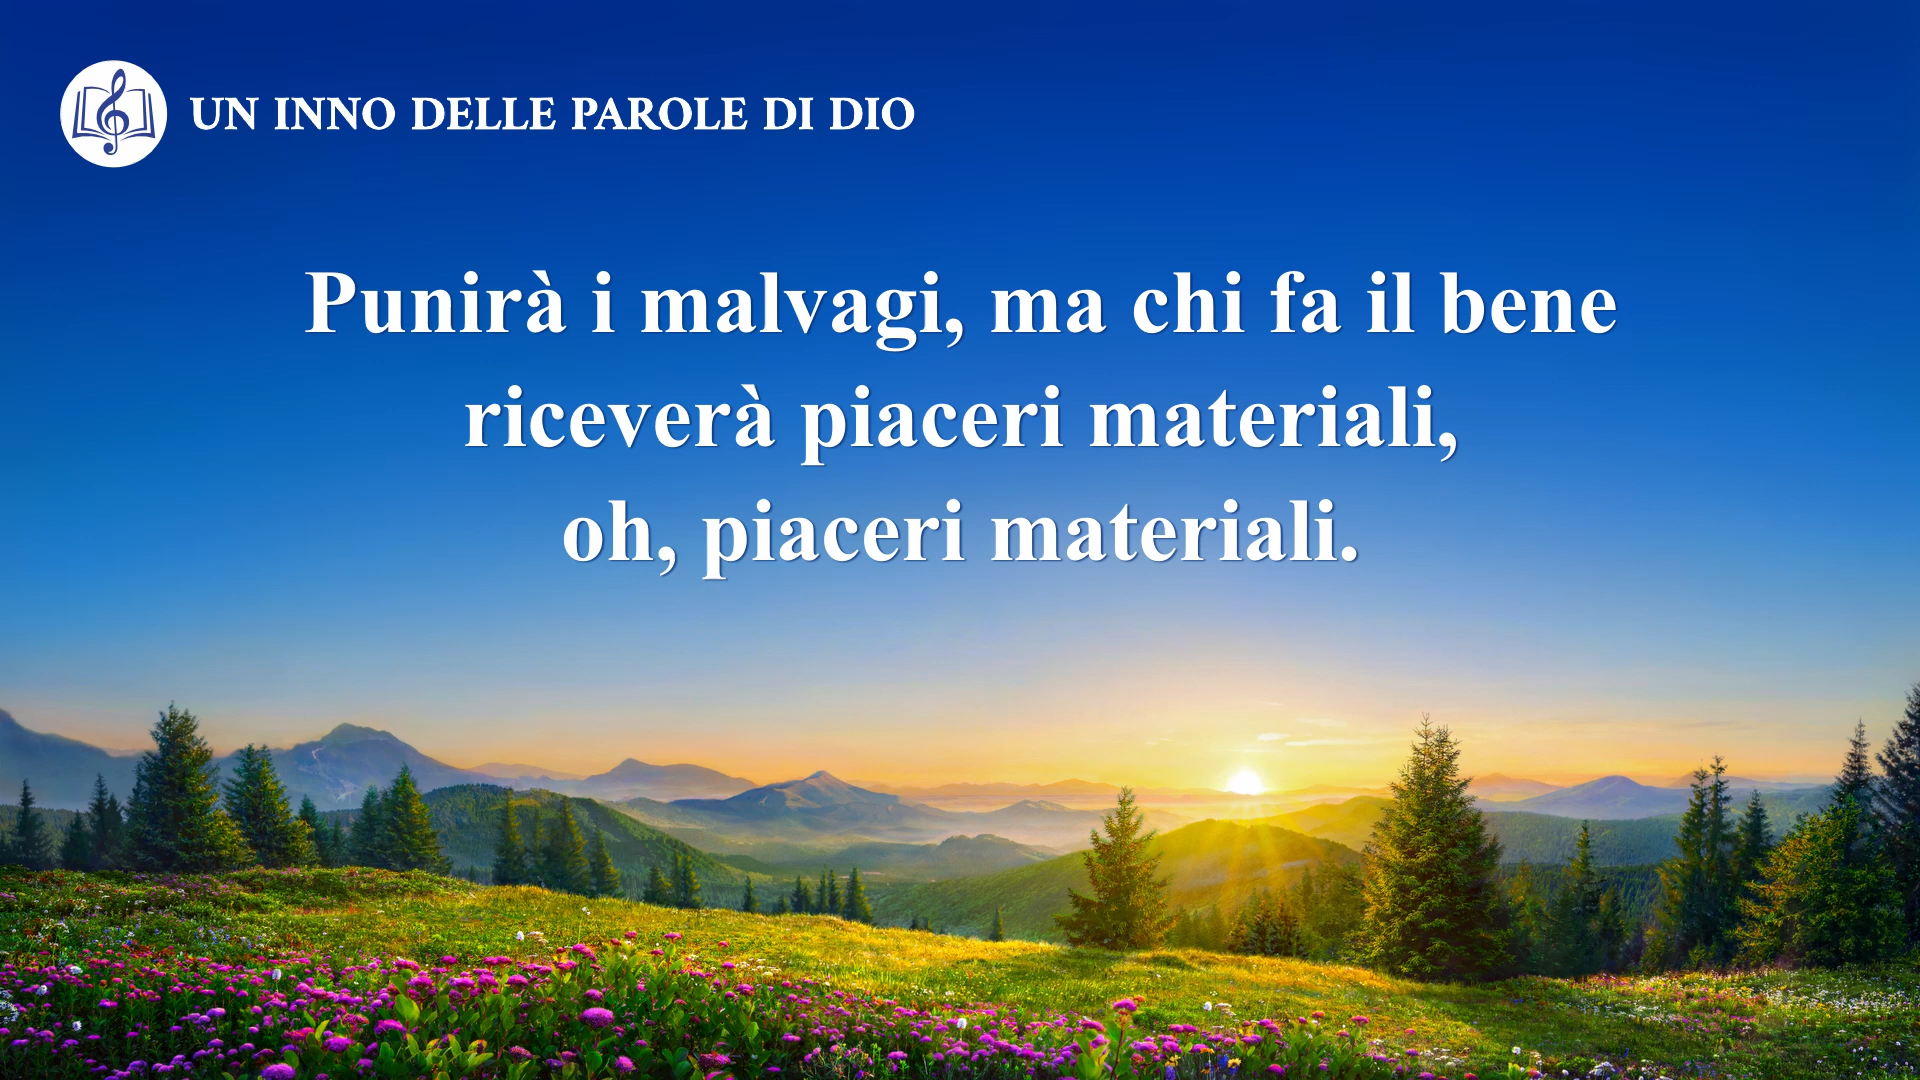 UN INNO DELLE PAROLE DI DIO
Punirà i malvagi, ma chi fa il bene
riceverà piaceri materiali,
oh, piaceri materiali.